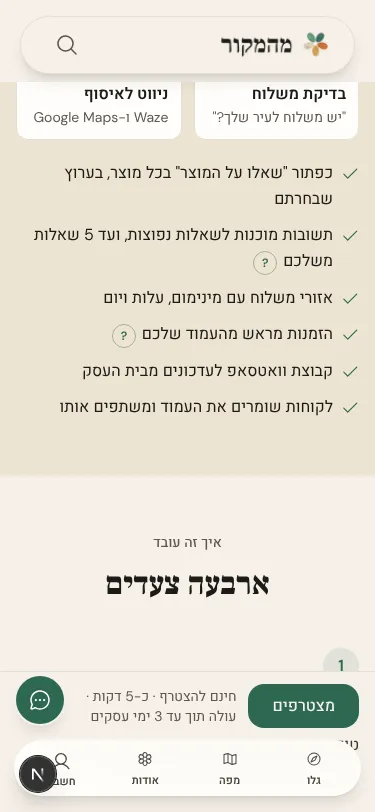 מהמקור
בדיקת משלוח
"יש משלוח לעיר שלך?"
ניווט לאיסוף
Waze ו-Google Maps
כפתור "שאלו על המוצר" בכל מוצר, בערוץ
שבחרתם
תשובות מוכנות לשאלות נפוצות, ועד 5 שאלות
משלכם ?
אזורי משלוח עם מינימום, עלות ויום
הזמנות מראש מהעמוד שלכם ?
קבוצת וואטסאפ לעדכונים מבית העסק
לקוחות שומרים את העמוד ומשתפים אותו
איך זה עובד
ארבעה צעדים
1
מצטרפים
חינם להצטרף · כ-5 דקות ·
עולה תוך עד 3 ימי עסקים
גלו
מפה
אודות
N